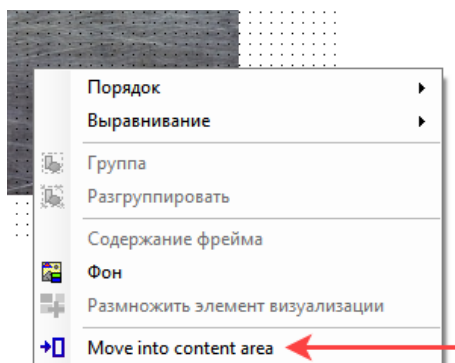 Порядок
Выравнивание
Группа
Разгруппировать
Содержание фрейма
Фон
Размножить элемент визуализации
Move into content area